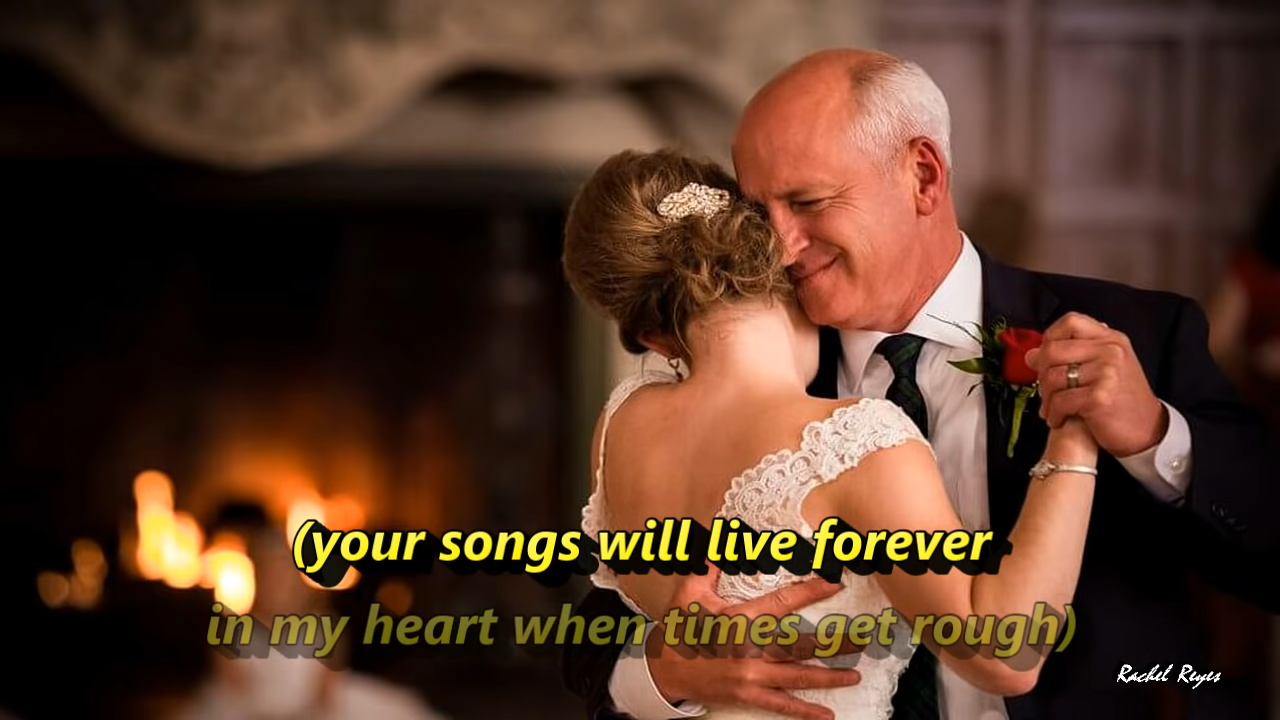 (your songs will live forever
in my heart when times get rough)
Rachel Reyes